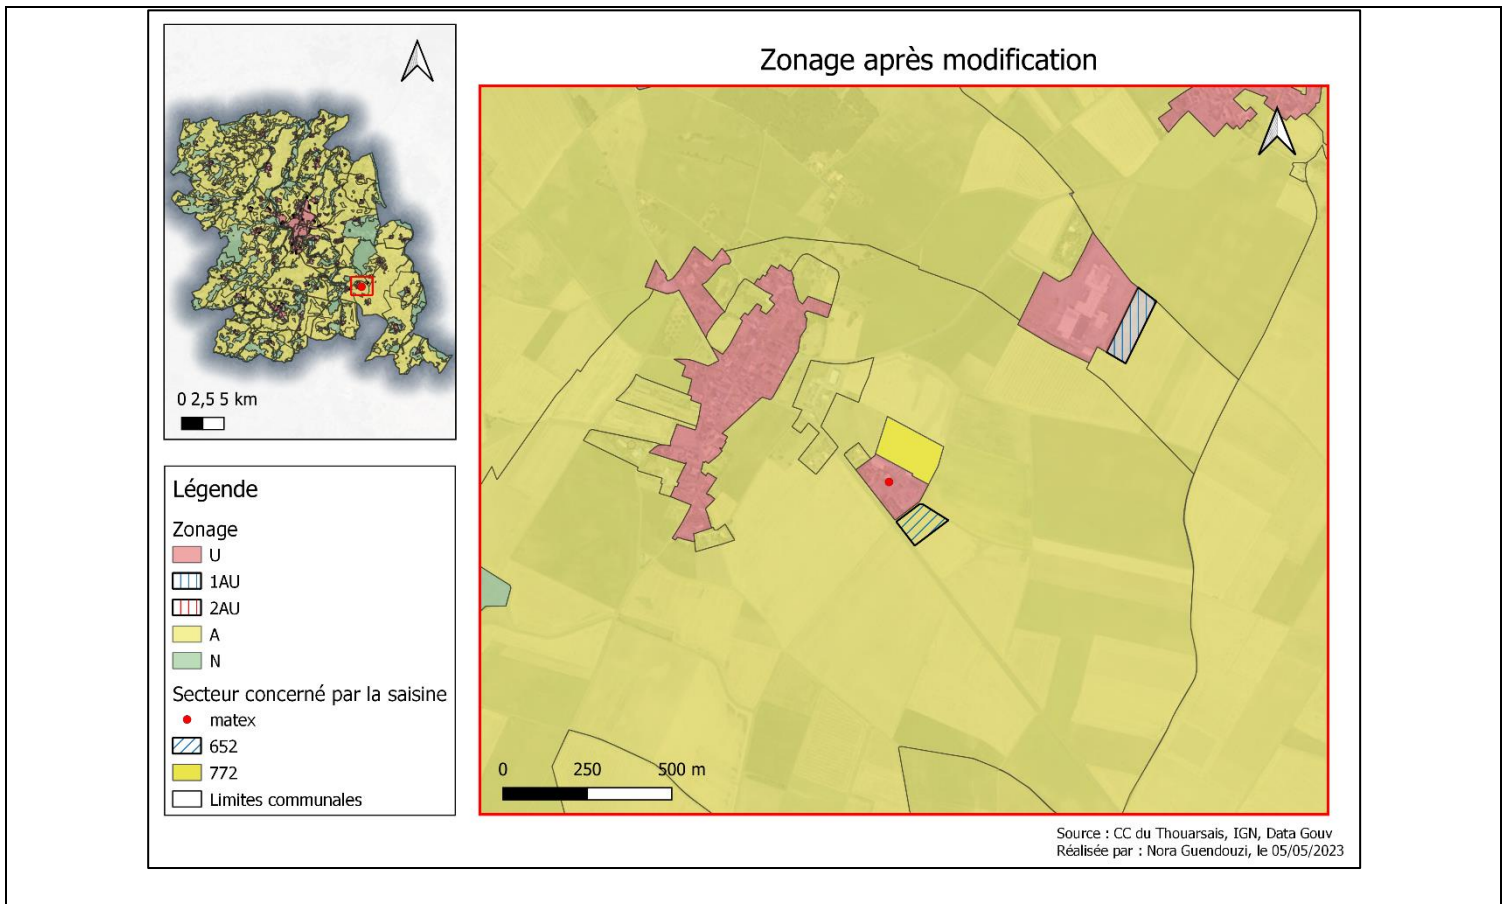 Zonage après modification
0 2,5 5 km
Légende
Zonage
U
1AU
2AU
A
N
Secteur concerné par la saisine
matex
652
772
Limites communales
0 250 500 m
Source : CC du Thouarsais, IGN, Data Gouv
Réalisée par : Nora Guendouzi, le 05/05/2023